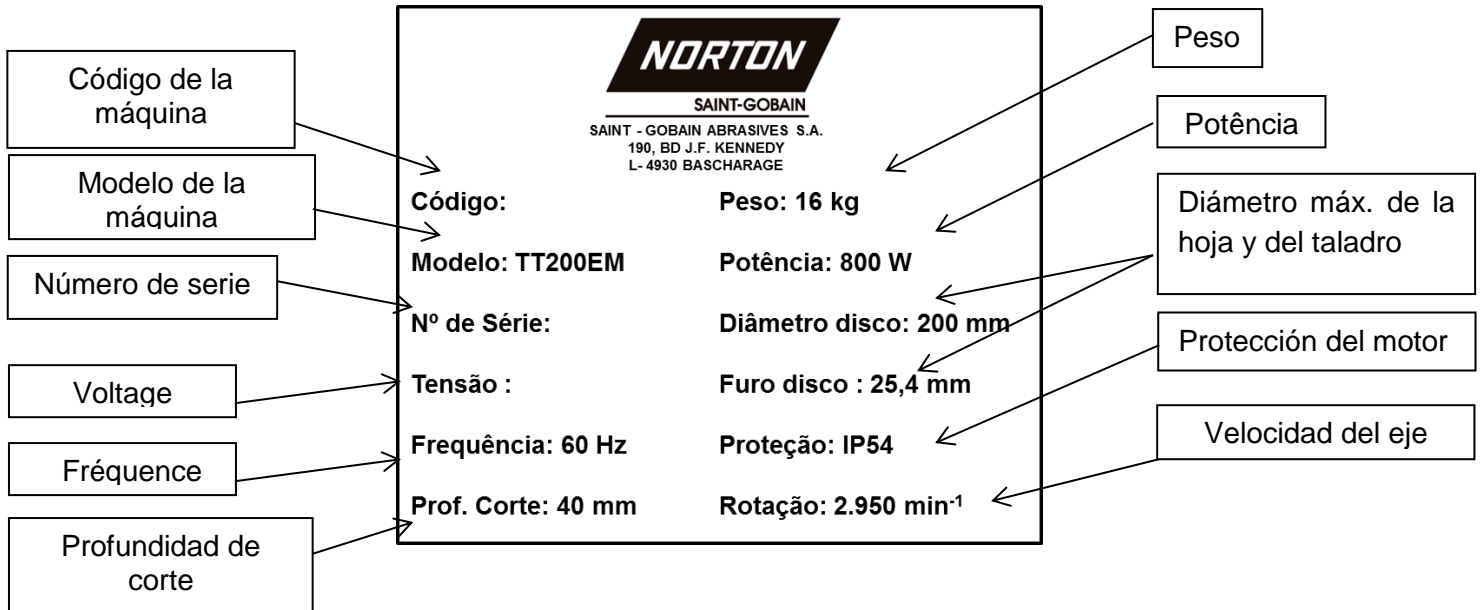 Código de la
máquina
Modelo de la
máquina
Número de serie
Voltage
Fréquence
Profundidad de
corte
NORTON
SAINT-GOBAIN
SAINT - GOBAIN ABRASIVES S.A.
190, BD J.F. KENNEDY
L- 4930 BASCHARAGE
Código:
Peso: 16 kg
Modelo: TT200EM
Potência: 800 W
Nº de Série:
Diâmetro disco: 200 mm
Tensão :
Furo disco : 25,4 mm
Frequência: 60 Hz
Proteção: IP54
Prof. Corte: 40 mm
Rotação: 2.950 min⁻¹
Peso
Potência
Diámetro máx. de la
hoja y del taladro
Protección del motor
Velocidad del eje